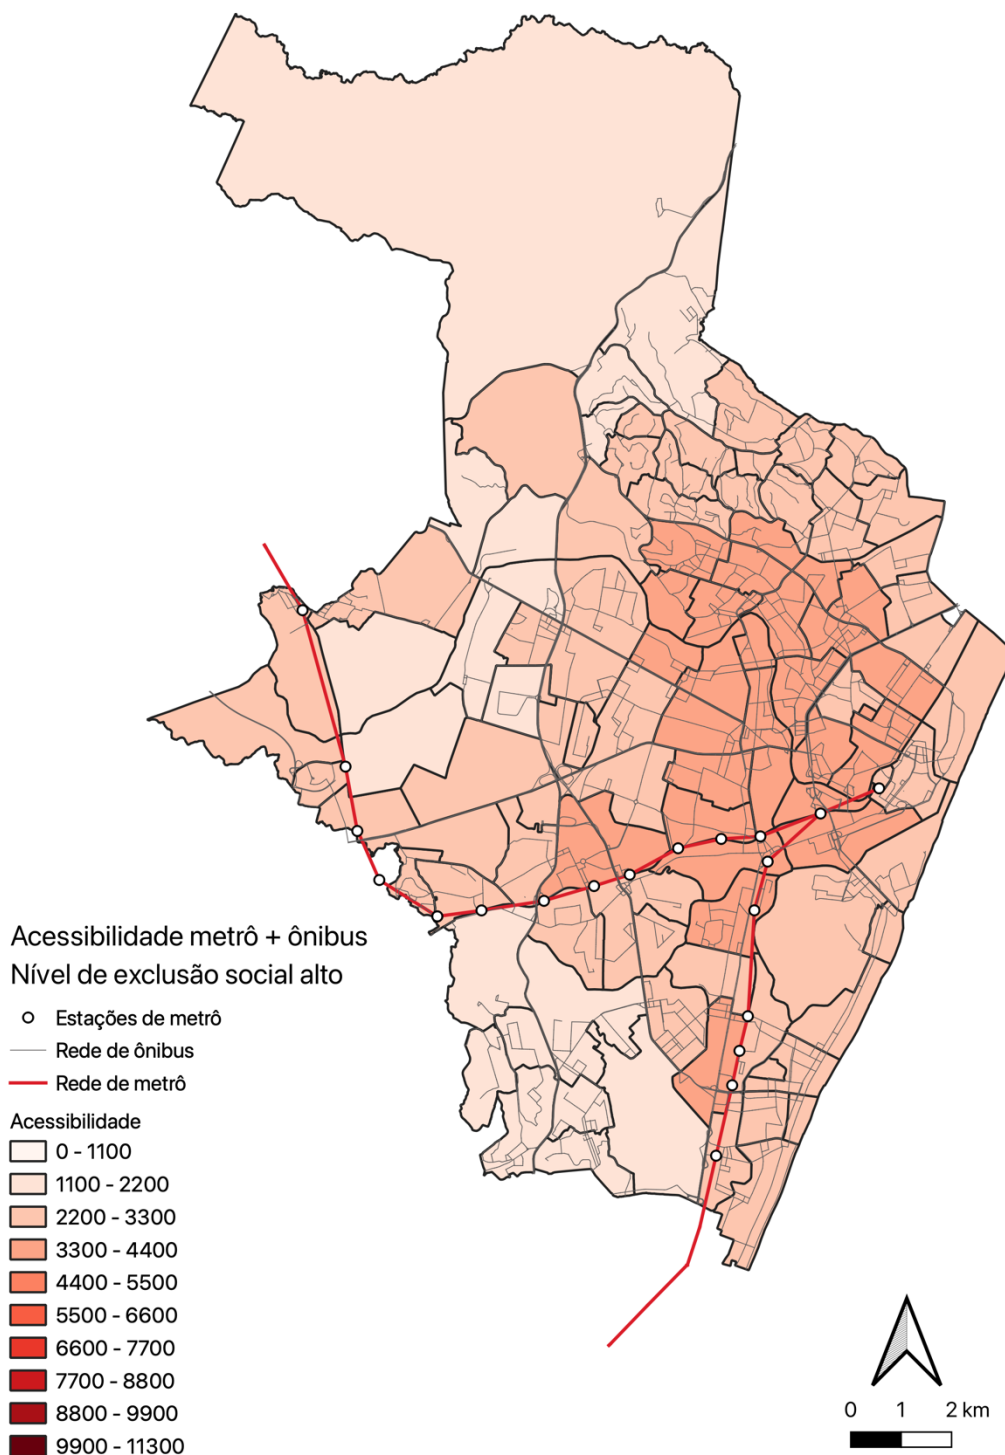 Acessibilidade metrô + ônibus
Nível de exclusão social alto
Estações de metrô
Rede de ônibus
Rede de metrô
Acessibilidade
0 - 1100
1100 - 2200
2200 - 3300
3300 - 4400
4400 - 5500
5500 - 6600
6600 - 7700
7700 - 8800
8800 - 9900
9900 - 11300
0 1 2 km